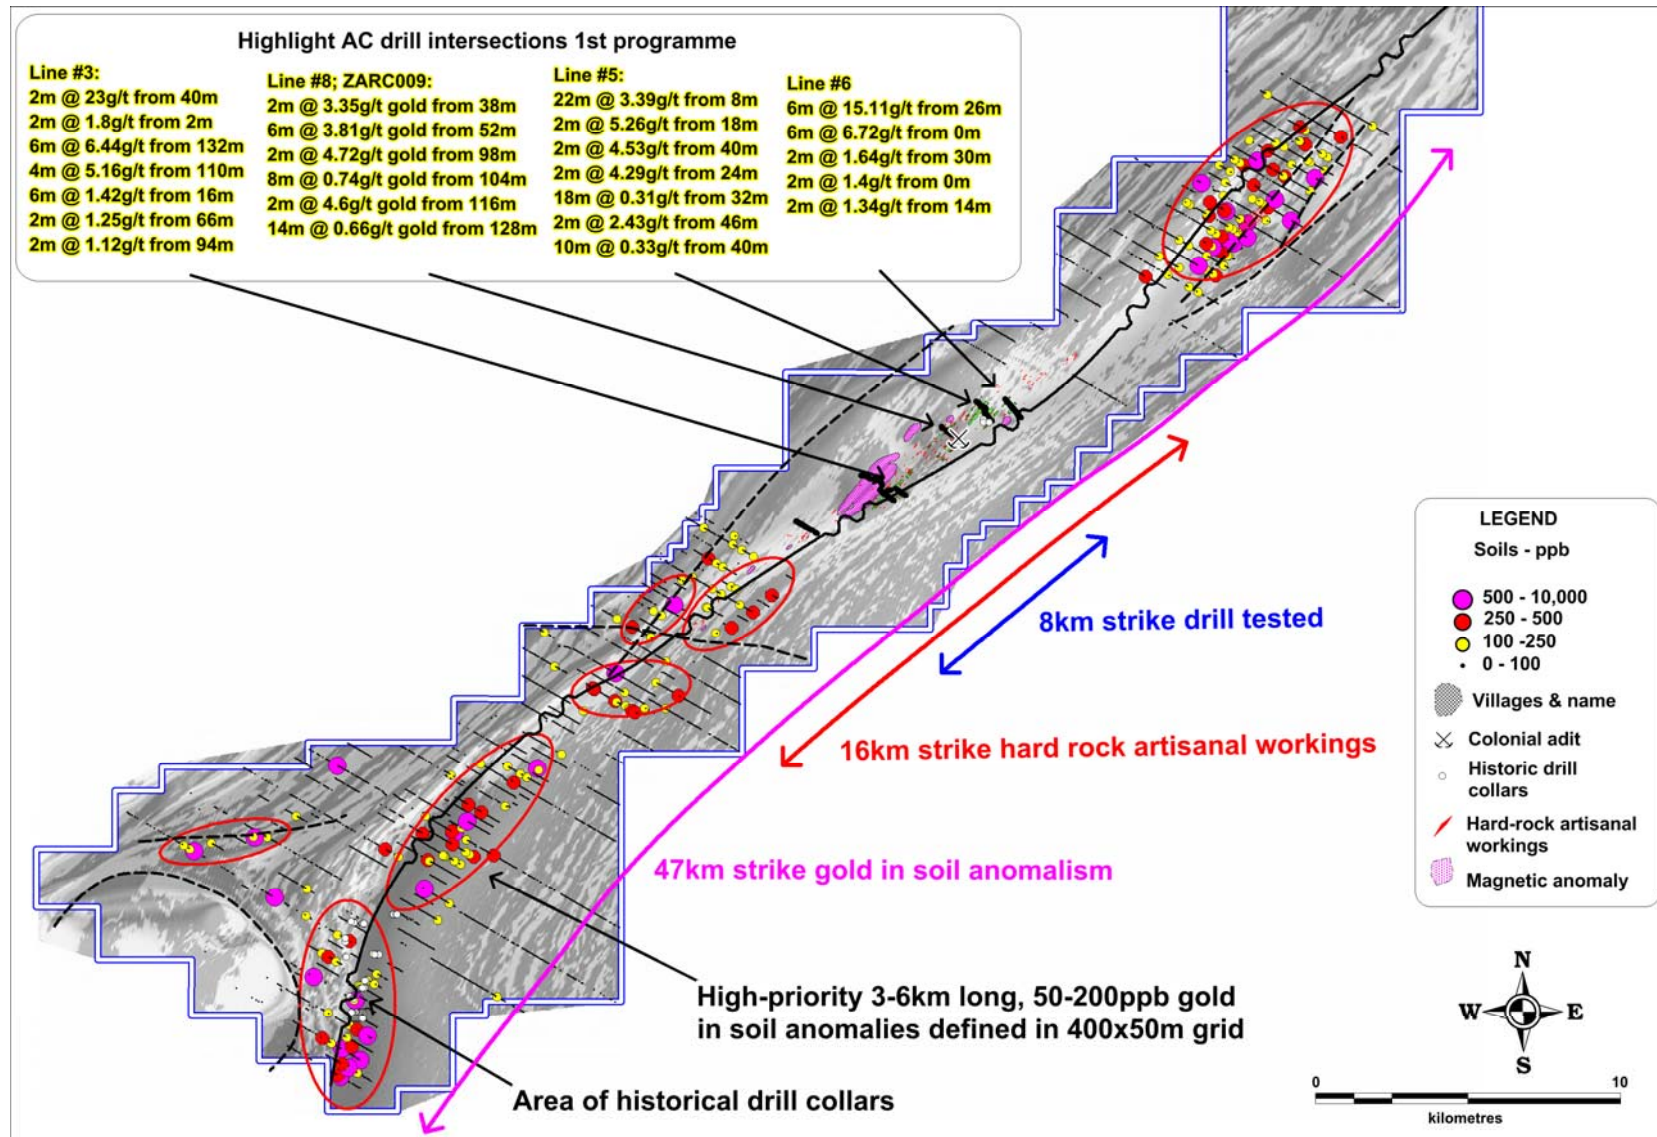 Highlight AC drill intersections 1st programme
Line #3:
2m @ 23g/t from 40m
2m @ 1.8g/t from 2m
6m @ 6.44g/t from 132m
4m @ 5.16g/t from 110m
6m @ 1.42g/t from 16m
2m @ 1.25g/t from 66m
2m @ 1.12g/t from 94m
Line #8; ZARC009:
2m @ 3.35g/t gold from 38m
6m @ 3.81g/t gold from 52m
2m @ 4.72g/t gold from 98m
8m @ 0.74g/t gold from 104m
2m @ 4.6g/t gold from 116m
14m @ 0.66g/t gold from 128m
Line #5:
22m @ 3.39g/t from 8m
2m @ 5.26g/t from 18m
2m @ 4.53g/t from 40m
2m @ 4.29g/t from 24m
18m @ 0.31g/t from 32m
2m @ 2.43g/t from 46m
10m @ 0.33g/t from 40m
Line #6
6m @ 15.11g/t from 26m
6m @ 6.72g/t from 0m
2m @ 1.64g/t from 30m
2m @ 1.4g/t from 0m
2m @ 1.34g/t from 14m
8km strike drill tested
16km strike hard rock artisanal workings
47km strike gold in soil anomalism
High-priority 3-6km long, 50-200ppb gold
in soil anomalies defined in 400x50m grid
Area of historical drill collars
LEGEND
Soils - ppb
500 - 10,000
250 - 500
100 -250
0 - 100
Villages & name
Colonial adit
Historic drill
collars
Hard-rock artisanal
workings
Magnetic anomaly
N
W E
S
0 10
kilometres